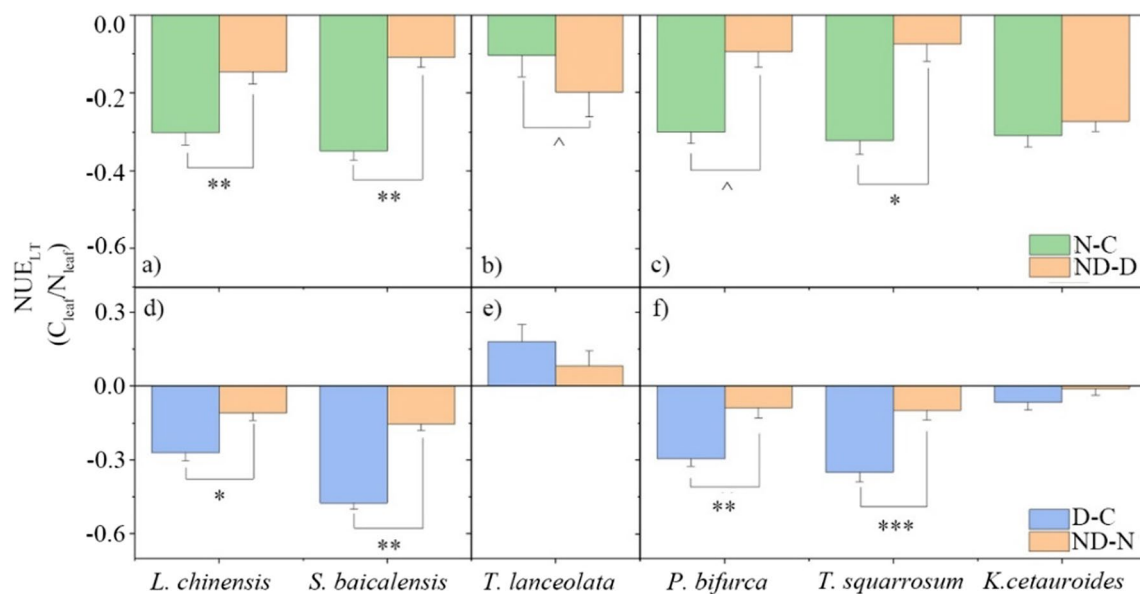 0.0
-0.2
-0.4
-0.6
NUE_LT
(C_leaf/N_leaf)
**
**
^
^
*
a)
b)
c)
N-C
ND-D
d)
e)
f)
0.3
0.0
-0.3
-0.6
*
**
**
***
D-C
ND-N
L. chinensis S. baicalensis T. lanceolata P. bifurca T. squarrosum K.cetauroides